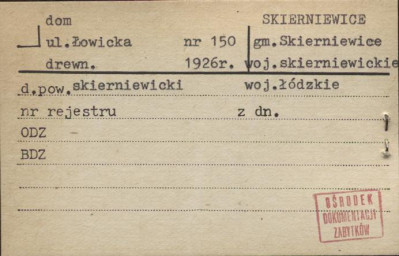 dom SKIERNIEWICE
ul.Łowicka nr 150 gm.Skierniewice
drewn. 1926r. woj.skierniewickie
d.pow.skierniewicki woj.łódzkie
nr rejestru z dn.
ODZ
BDZ
OŚRODEK
DOKUMENTACJI
ZABYTKÓW